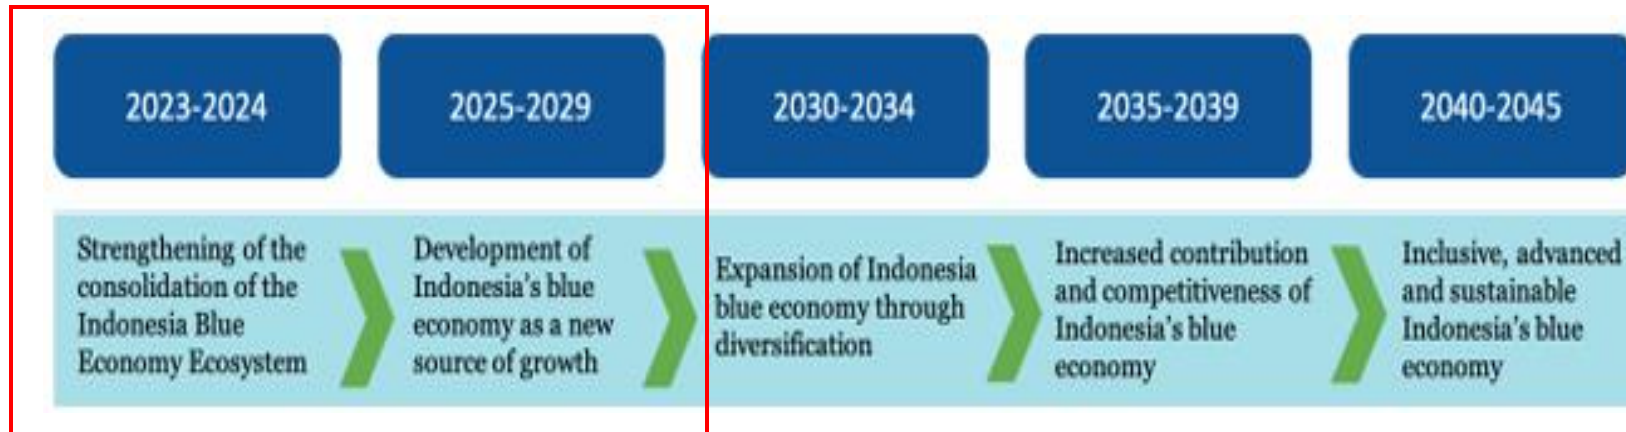 2023-2024
2025-2029
2030-2034
2035-2039
2040-2045
Strengthening of the
consolidation of the
Indonesia Blue
Economy Ecosystem
Development of
Indonesia's blue
economy as a new
source of growth
Expansion of Indonesia
blue economy through
diversification
Increased contribution
and competitiveness of
Indonesia's blue
economy
Inclusive, advanced
and sustainable
Indonesia's blue
economy